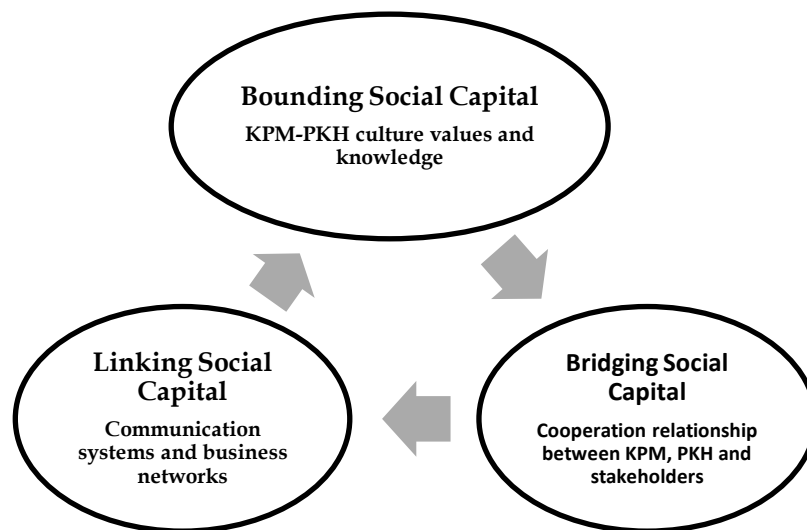 Bounding Social Capital
KPM-PKH culture values and
knowledge
Linking Social
Capital
Communication
systems and business
networks
Bridging Social
Capital
Cooperation relationship
between KPM, PKH and
stakeholders